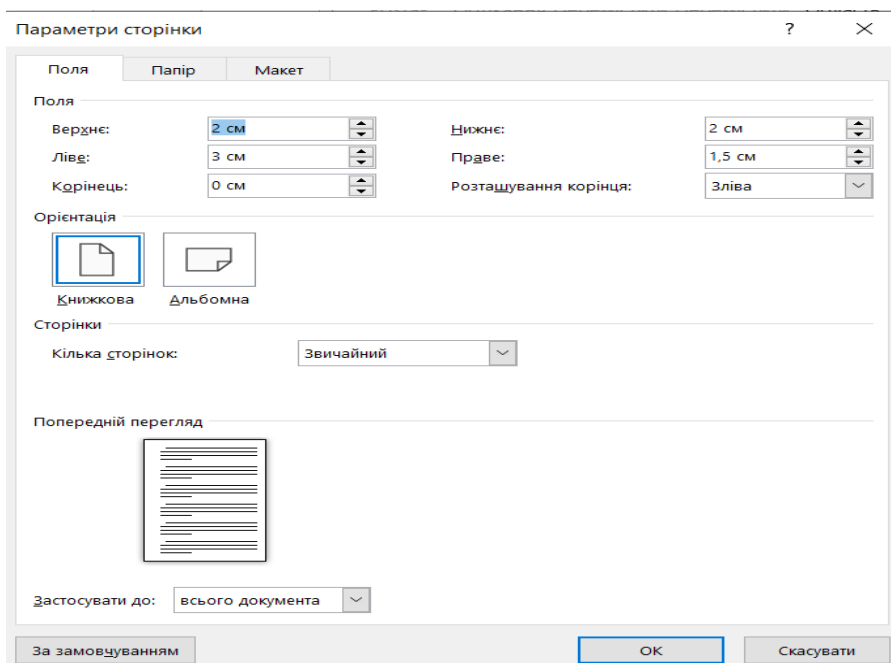 Параметри сторінки ?
Поля Папір Макет
Поля
Верхнє: 2 см Нижнє: 2 см
Ліве: 3 см Праве: 1,5 см
Корінець: 0 см Розташування корінця: Зліва
Орієнтація
Книжкова Альбомна
Сторінки
Кілька сторінок: Звичайний
Попередній перегляд
Застосувати до: всього документа
За замовчуванням ОК Скасувати